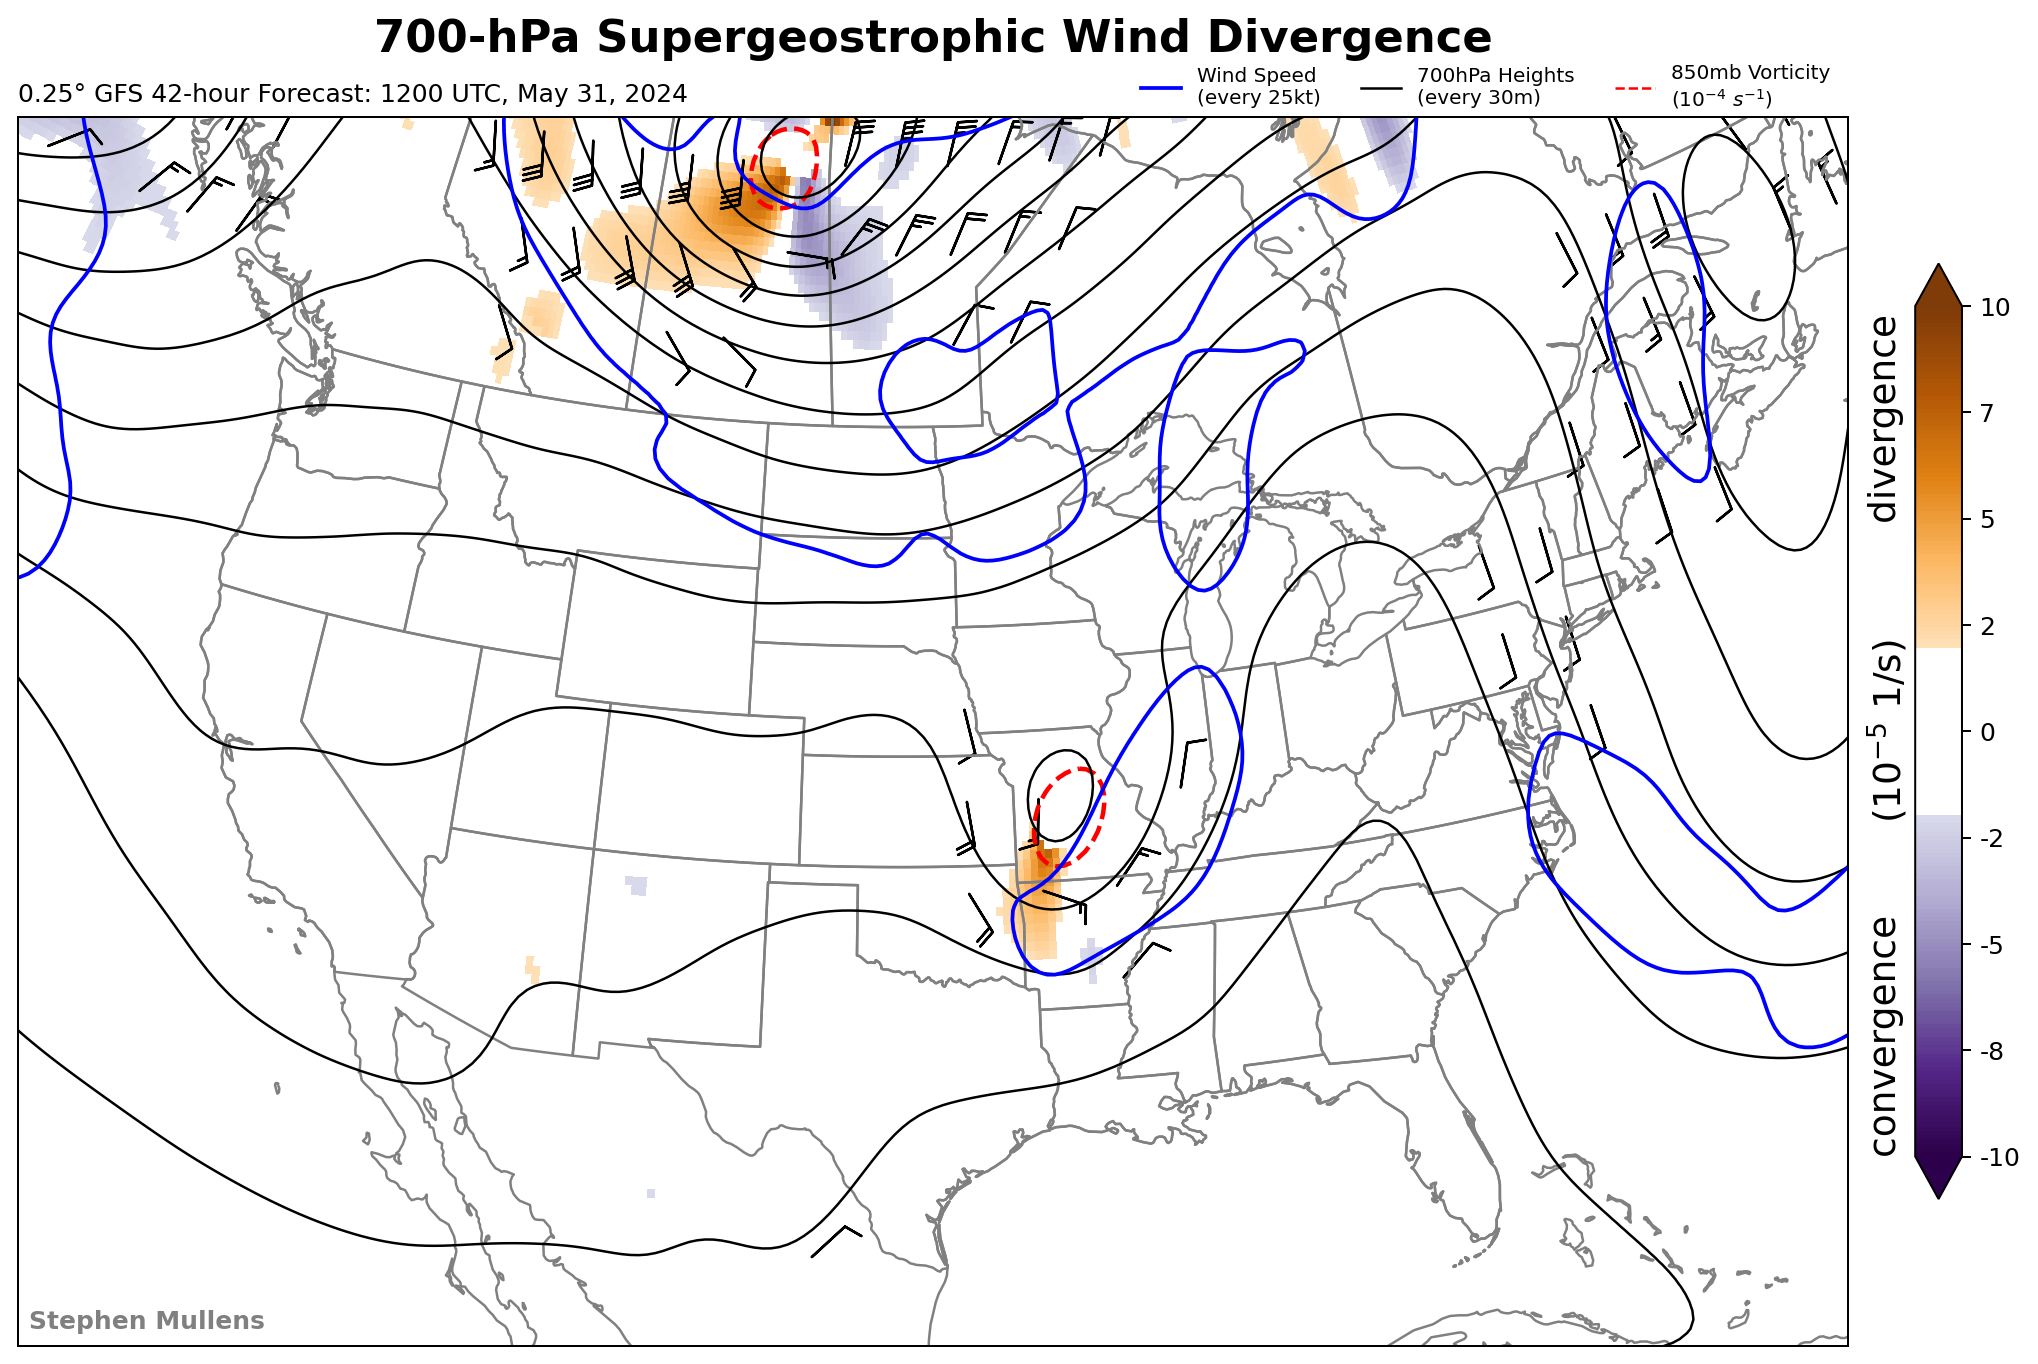 700-hPa Supergeostrophic Wind Divergence
0.25° GFS 42-hour Forecast: 1200 UTC, May 31, 2024
Wind Speed
(every 25kt)
700hPa Heights
(every 30m)
850mb Vorticity
(10⁻⁴ s⁻¹)
10
7
5
2
0
-2
-5
-8
-10
convergence (10⁻⁵ 1/s) divergence
Stephen Mullens